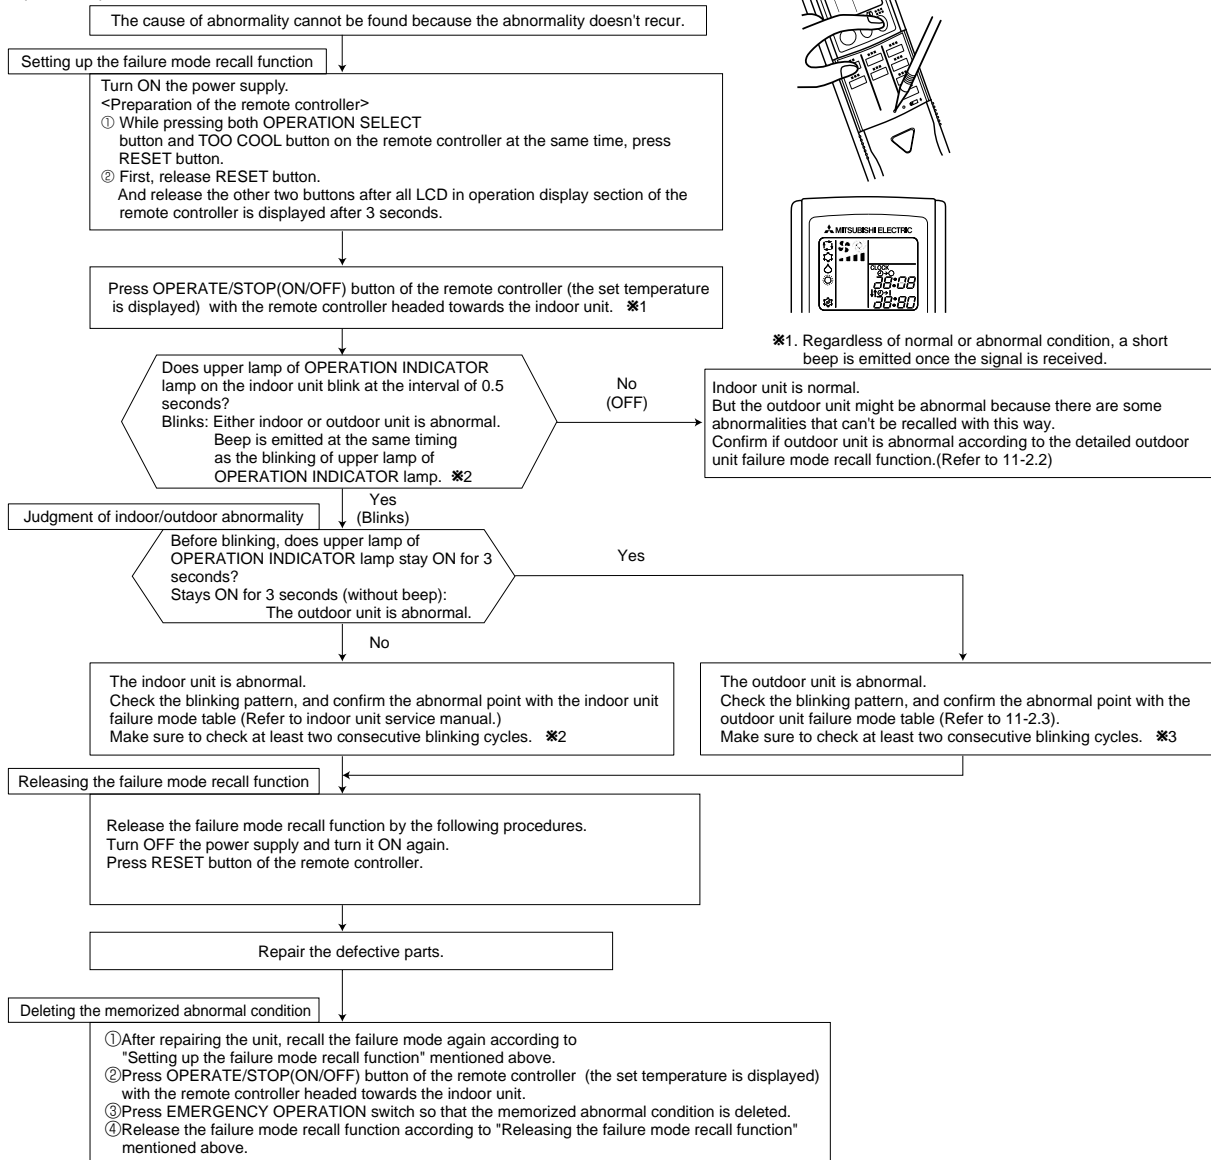 The cause of abnormality cannot be found because the abnormality doesn't recur.
Setting up the failure mode recall function
Turn ON the power supply.
<Preparation of the remote controller>
① While pressing both OPERATION SELECT
button and TOO COOL button on the remote controller at the same time, press
RESET button.
② First, release RESET button.
And release the other two buttons after all LCD in operation display section of the
remote controller is displayed after 3 seconds.
MITSUBISHI ELECTRIC
CLOCK
88:88
88:88
Press OPERATE/STOP(ON/OFF) button of the remote controller (the set temperature
is displayed) with the remote controller headed towards the indoor unit. ※1
※1. Regardless of normal or abnormal condition, a short
beep is emitted once the signal is received.
Does upper lamp of OPERATION INDICATOR
lamp on the indoor unit blink at the interval of 0.5
seconds?
Blinks: Either indoor or outdoor unit is abnormal.
Beep is emitted at the same timing
as the blinking of upper lamp of
OPERATION INDICATOR lamp. ※2
No
(OFF)
Indoor unit is normal.
But the outdoor unit might be abnormal because there are some
abnormalities that can't be recalled with this way.
Confirm if outdoor unit is abnormal according to the detailed outdoor
unit failure mode recall function.(Refer to 11-2.2)
Yes
(Blinks)
Judgment of indoor/outdoor abnormality
Before blinking, does upper lamp of
OPERATION INDICATOR lamp stay ON for 3
seconds?
Stays ON for 3 seconds (without beep):
The outdoor unit is abnormal.
Yes
No
The indoor unit is abnormal.
Check the blinking pattern, and confirm the abnormal point with the indoor unit
failure mode table (Refer to indoor unit service manual.)
Make sure to check at least two consecutive blinking cycles. ※2
The outdoor unit is abnormal.
Check the blinking pattern, and confirm the abnormal point with the
outdoor unit failure mode table (Refer to 11-2.3).
Make sure to check at least two consecutive blinking cycles. ※3
Releasing the failure mode recall function
Release the failure mode recall function by the following procedures.
Turn OFF the power supply and turn it ON again.
Press RESET button of the remote controller.
Repair the defective parts.
Deleting the memorized abnormal condition
①After repairing the unit, recall the failure mode again according to
"Setting up the failure mode recall function" mentioned above.
②Press OPERATE/STOP(ON/OFF) button of the remote controller (the set temperature is displayed)
with the remote controller headed towards the indoor unit.
③Press EMERGENCY OPERATION switch so that the memorized abnormal condition is deleted.
④Release the failure mode recall function according to "Releasing the failure mode recall function"
mentioned above.